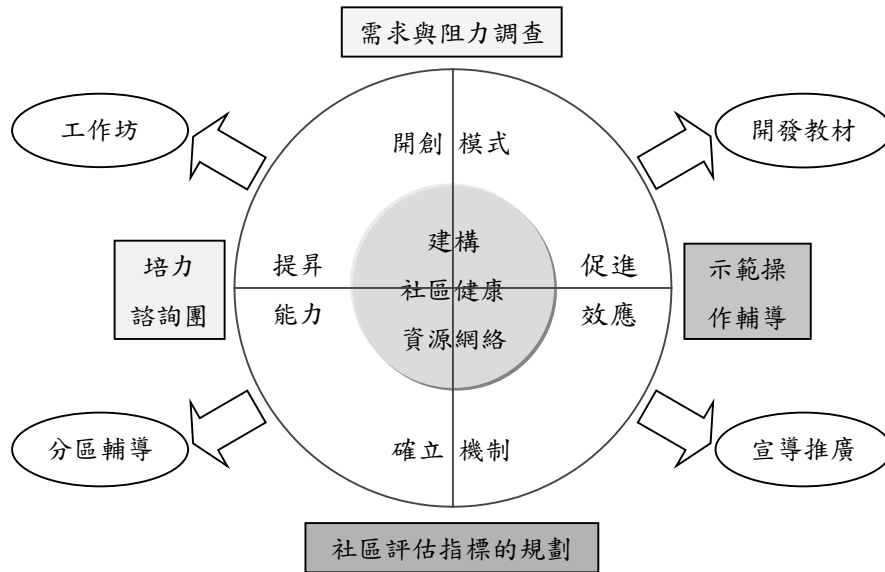 需求與阻力調查
工作坊
開發教材
開創 模式
培力
諮詢團
提昇
能力
建構
社區健康
資源網絡
促進
效應
示範操
作輔導
分區輔導
確立 機制
宣導推廣
社區評估指標的規劃